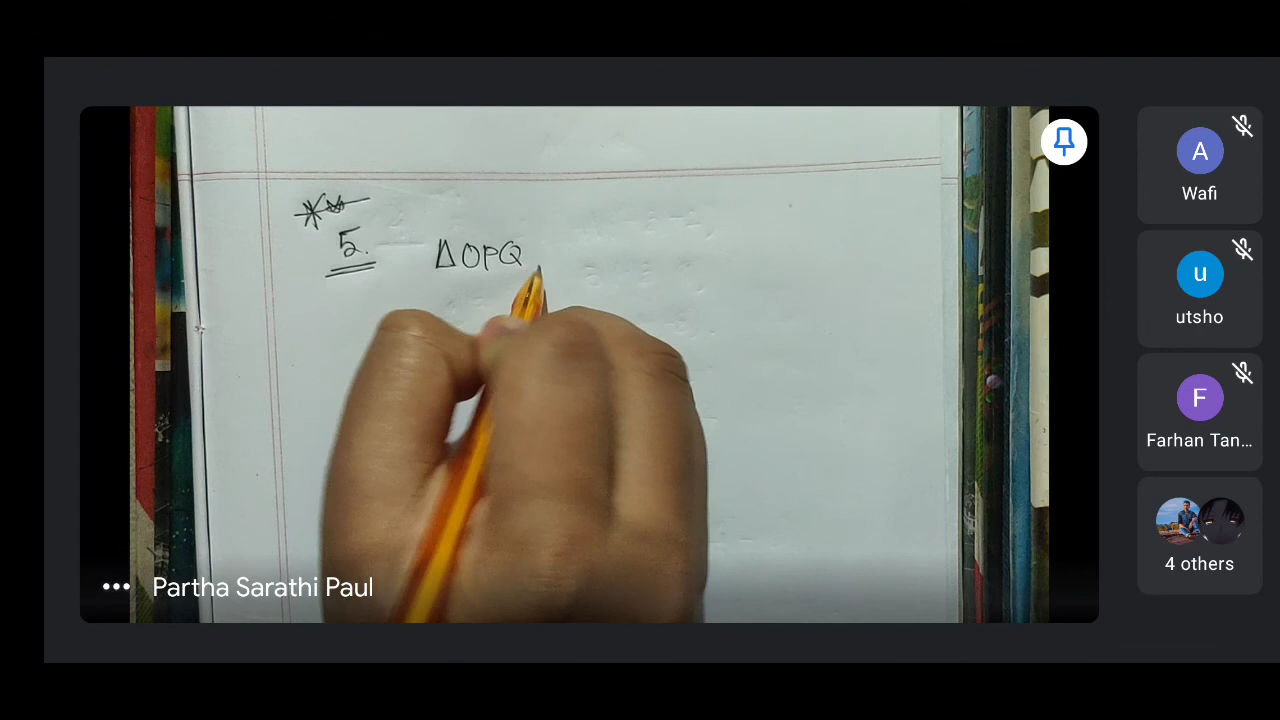 5.
ΔOPQ
A
Wafi
u
utsho
F
Farhan Tan...
4 others
Partha Sarathi Paul